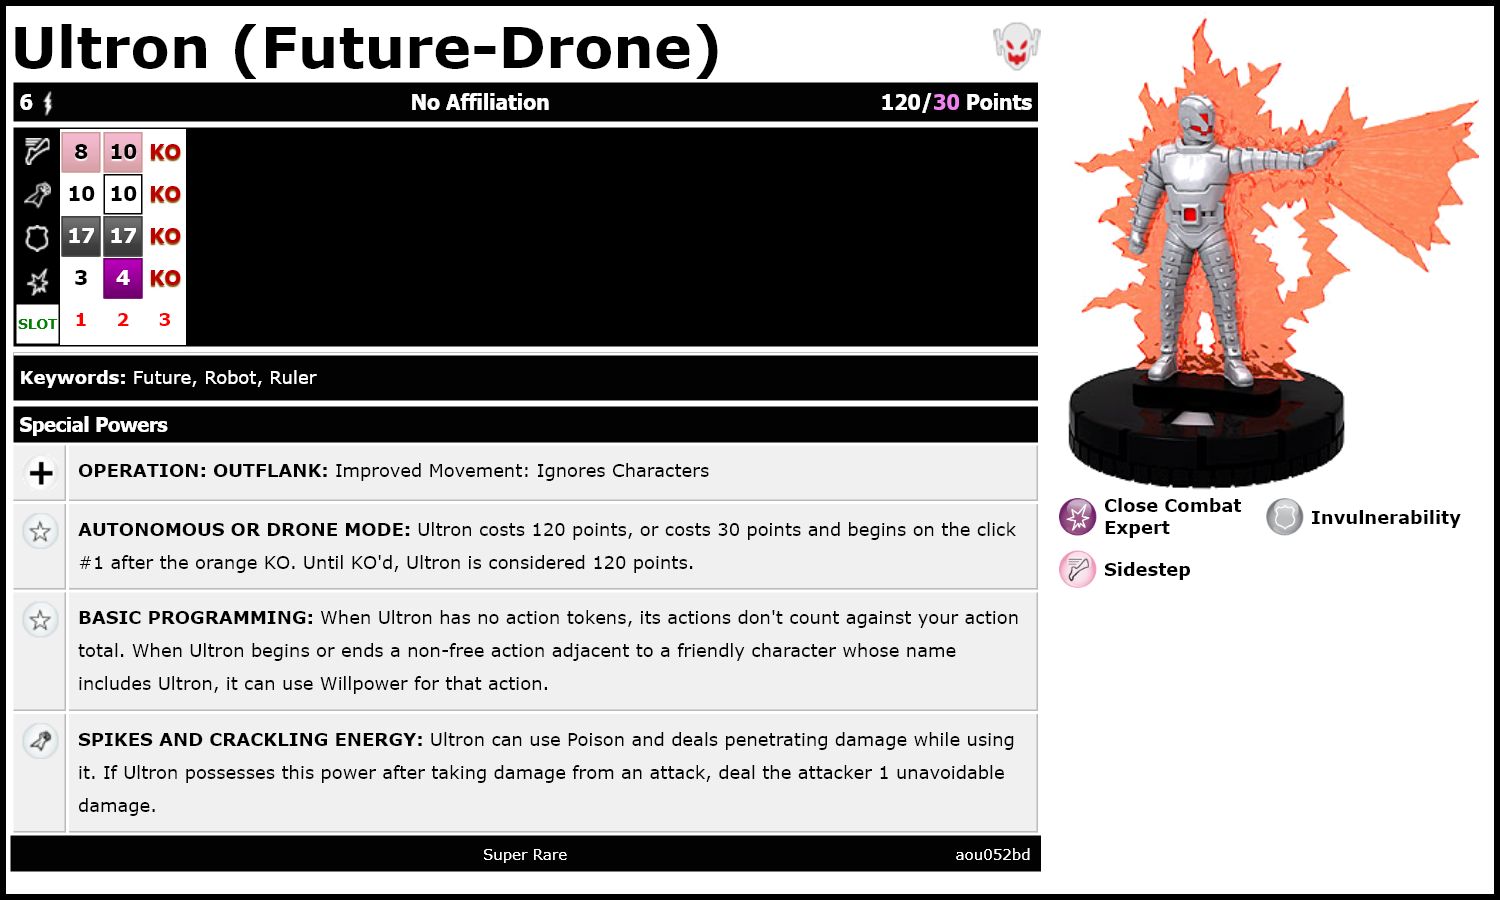 Ultron (Future-Drone)
6 No Affiliation 120/30 Points
8 10 KO
10 10 KO
17 17 KO
3 4 KO
SLOT 1 2 3
Keywords: Future, Robot, Ruler
Special Powers
OPERATION: OUTFLANK: Improved Movement: Ignores Characters
AUTONOMOUS OR DRONE MODE: Ultron costs 120 points, or costs 30 points and begins on the click
#1 after the orange KO. Until KO'd, Ultron is considered 120 points.
BASIC PROGRAMMING: When Ultron has no action tokens, its actions don't count against your action
total. When Ultron begins or ends a non-free action adjacent to a friendly character whose name
includes Ultron, it can use Willpower for that action.
SPIKES AND CRACKLING ENERGY: Ultron can use Poison and deals penetrating damage while using
it. If Ultron possesses this power after taking damage from an attack, deal the attacker 1 unavoidable
damage.
Super Rare aou052bd
Close Combat
Expert
Invulnerability
Sidestep